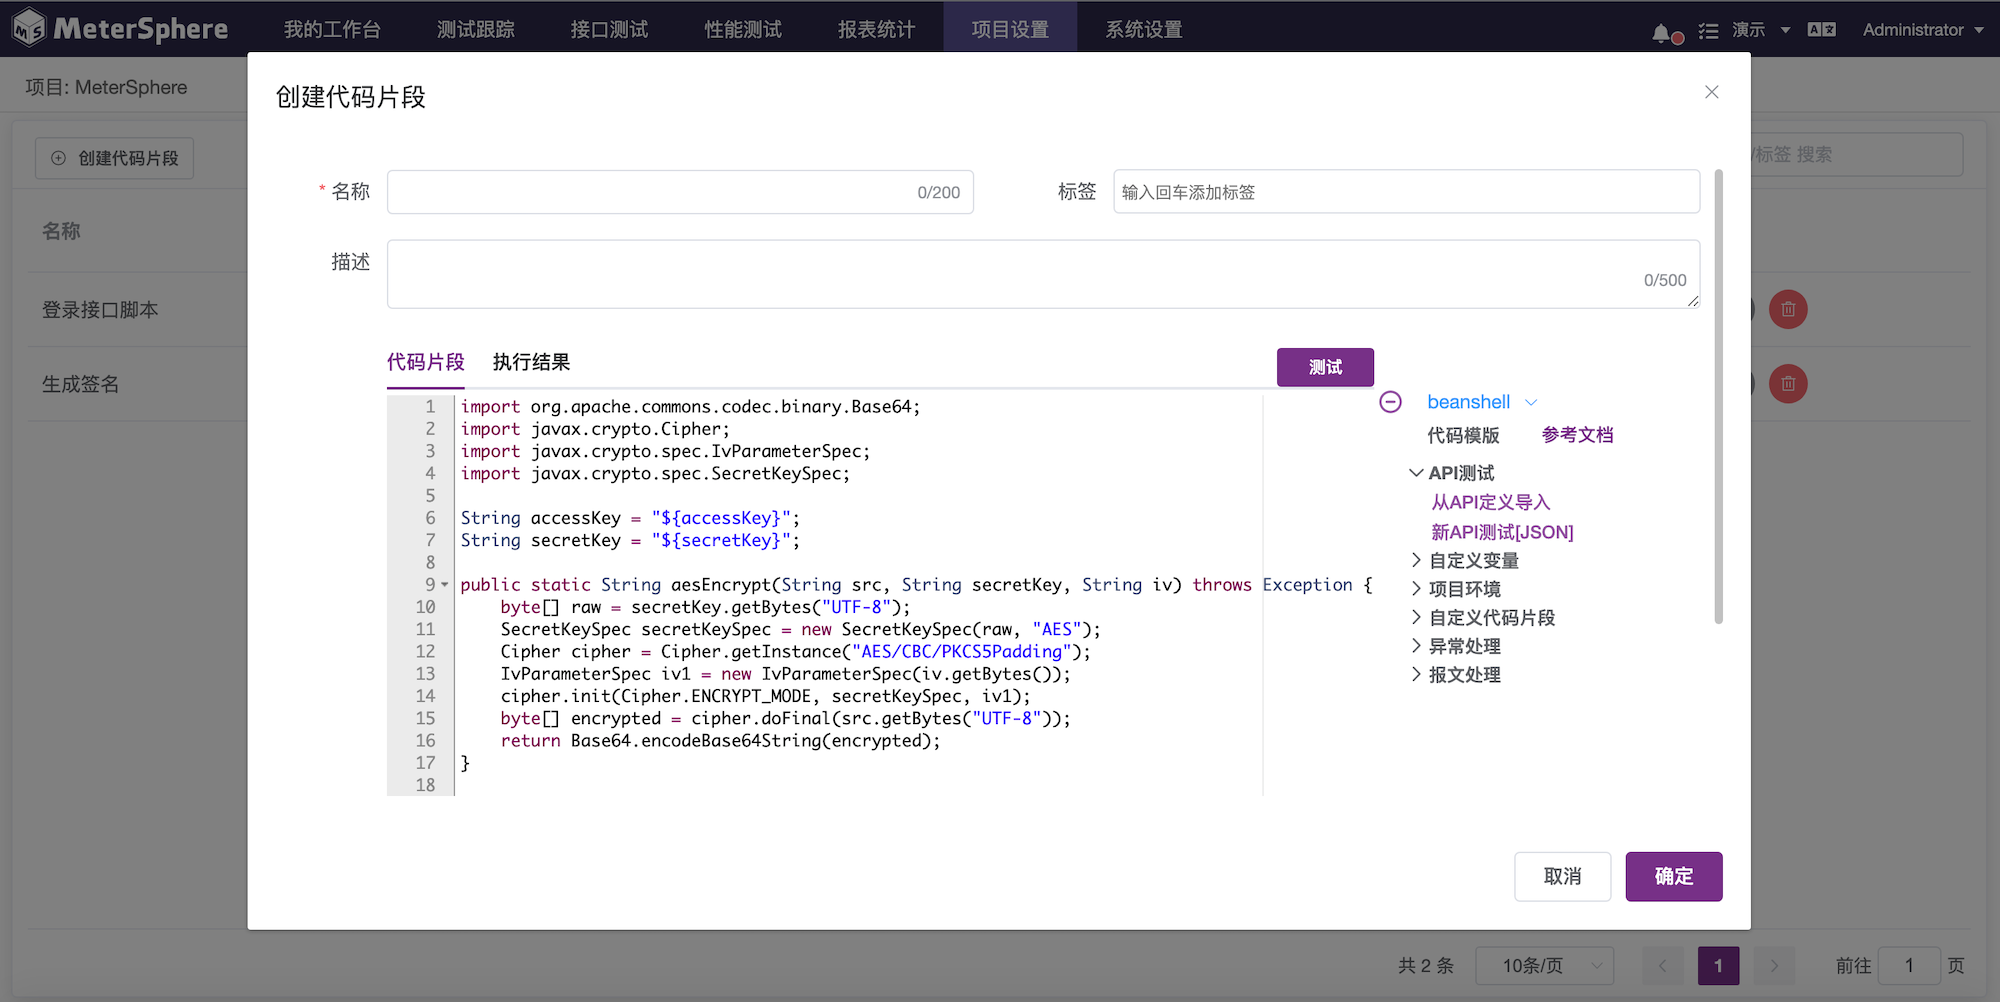 MeterSphere
我的工作台 测试跟踪 接口测试 性能测试 报表统计 项目设置 系统设置
演示 Administrator
项目: MeterSphere
创建代码片段
/标签 搜索
名称
登录接口脚本
生成签名
创建代码片段
* 名称 0/200
标签 输入回车添加标签
描述 0/500
代码片段 执行结果 测试
1 import org.apache.commons.codec.binary.Base64;
2 import javax.crypto.Cipher;
3 import javax.crypto.spec.IvParameterSpec;
4 import javax.crypto.spec.SecretKeySpec;
5
6 String accessKey = "${accessKey}";
7 String secretKey = "${secretKey}";
8
9 public static String aesEncrypt(String src, String secretKey, String iv) throws Exception {
10 byte[] raw = secretKey.getBytes("UTF-8");
11 SecretKeySpec secretKeySpec = new SecretKeySpec(raw, "AES");
12 Cipher cipher = Cipher.getInstance("AES/CBC/PKCS5Padding");
13 IvParameterSpec iv1 = new IvParameterSpec(iv.getBytes());
14 cipher.init(Cipher.ENCRYPT_MODE, secretKeySpec, iv1);
15 byte[] encrypted = cipher.doFinal(src.getBytes("UTF-8"));
16 return Base64.encodeBase64String(encrypted);
17 }
18
beanshell
代码模版 参考文档
API测试
从API定义导入
新API测试[JSON]
自定义变量
项目环境
自定义代码片段
异常处理
报文处理
取消 确定
共 2 条 10条/页 1 前往 1 页